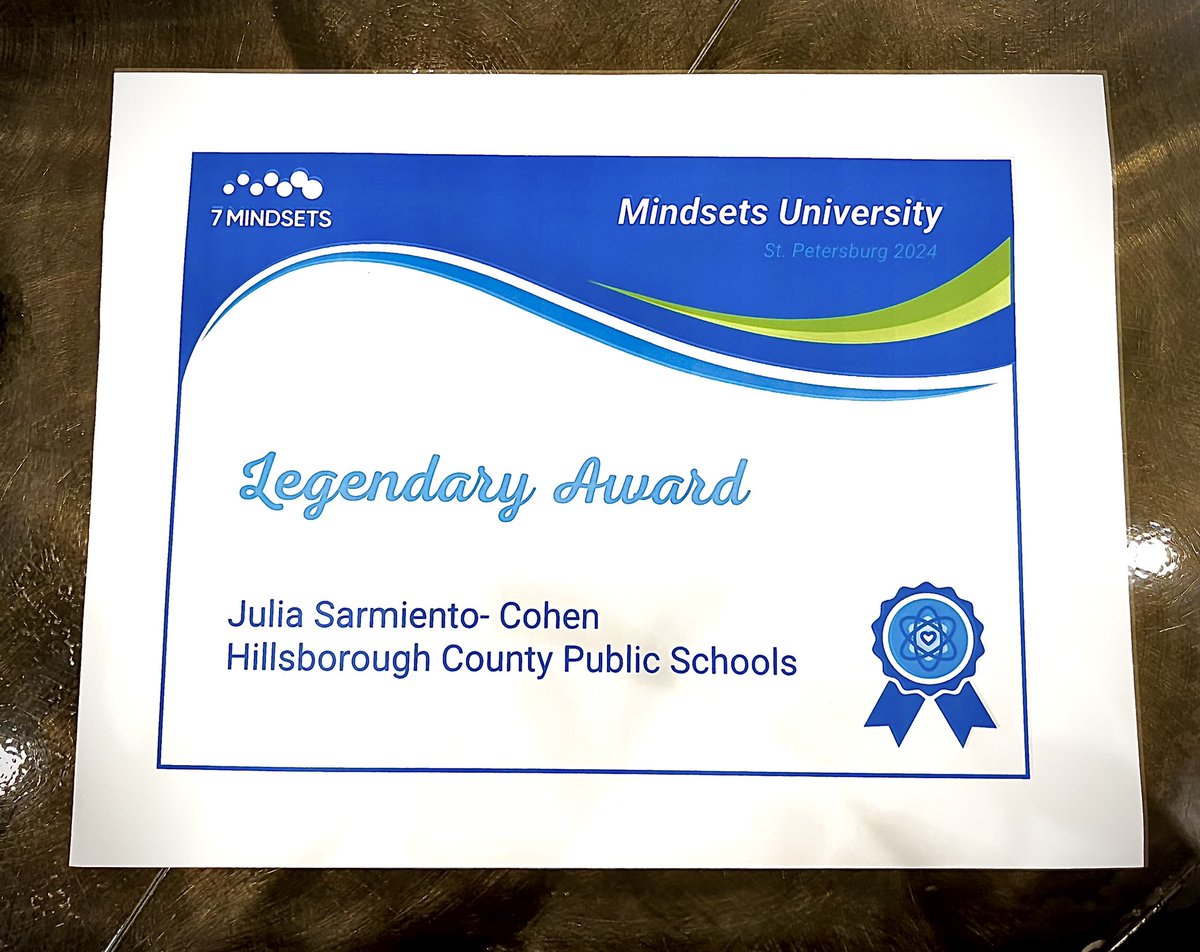 7 MINDSETS
Mindsets University
St. Petersburg 2024
Legendary Award
Julia Sarmiento- Cohen
Hillsborough County Public Schools